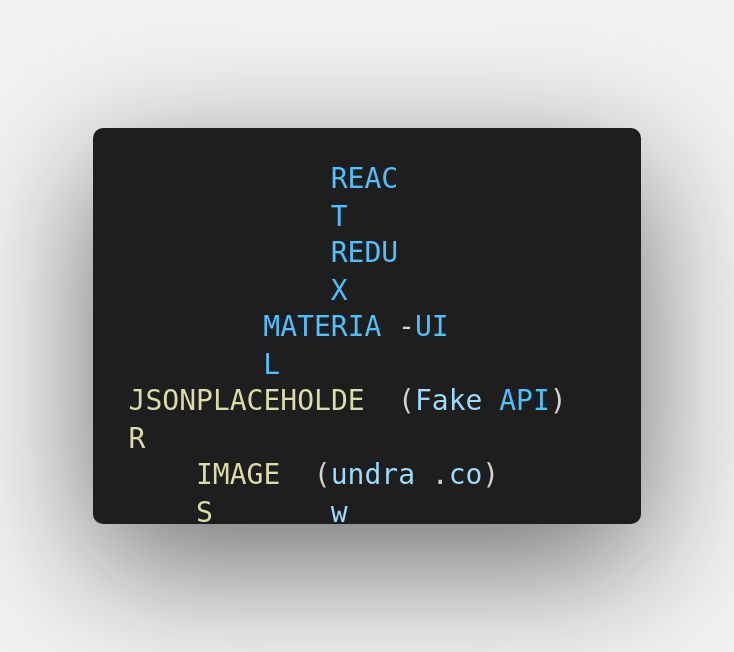 REAC
T
REDU
X
MATERIA -UI
L
JSONPLACEHOLDE (Fake API)
R
IMAGE (undra .co)
S w